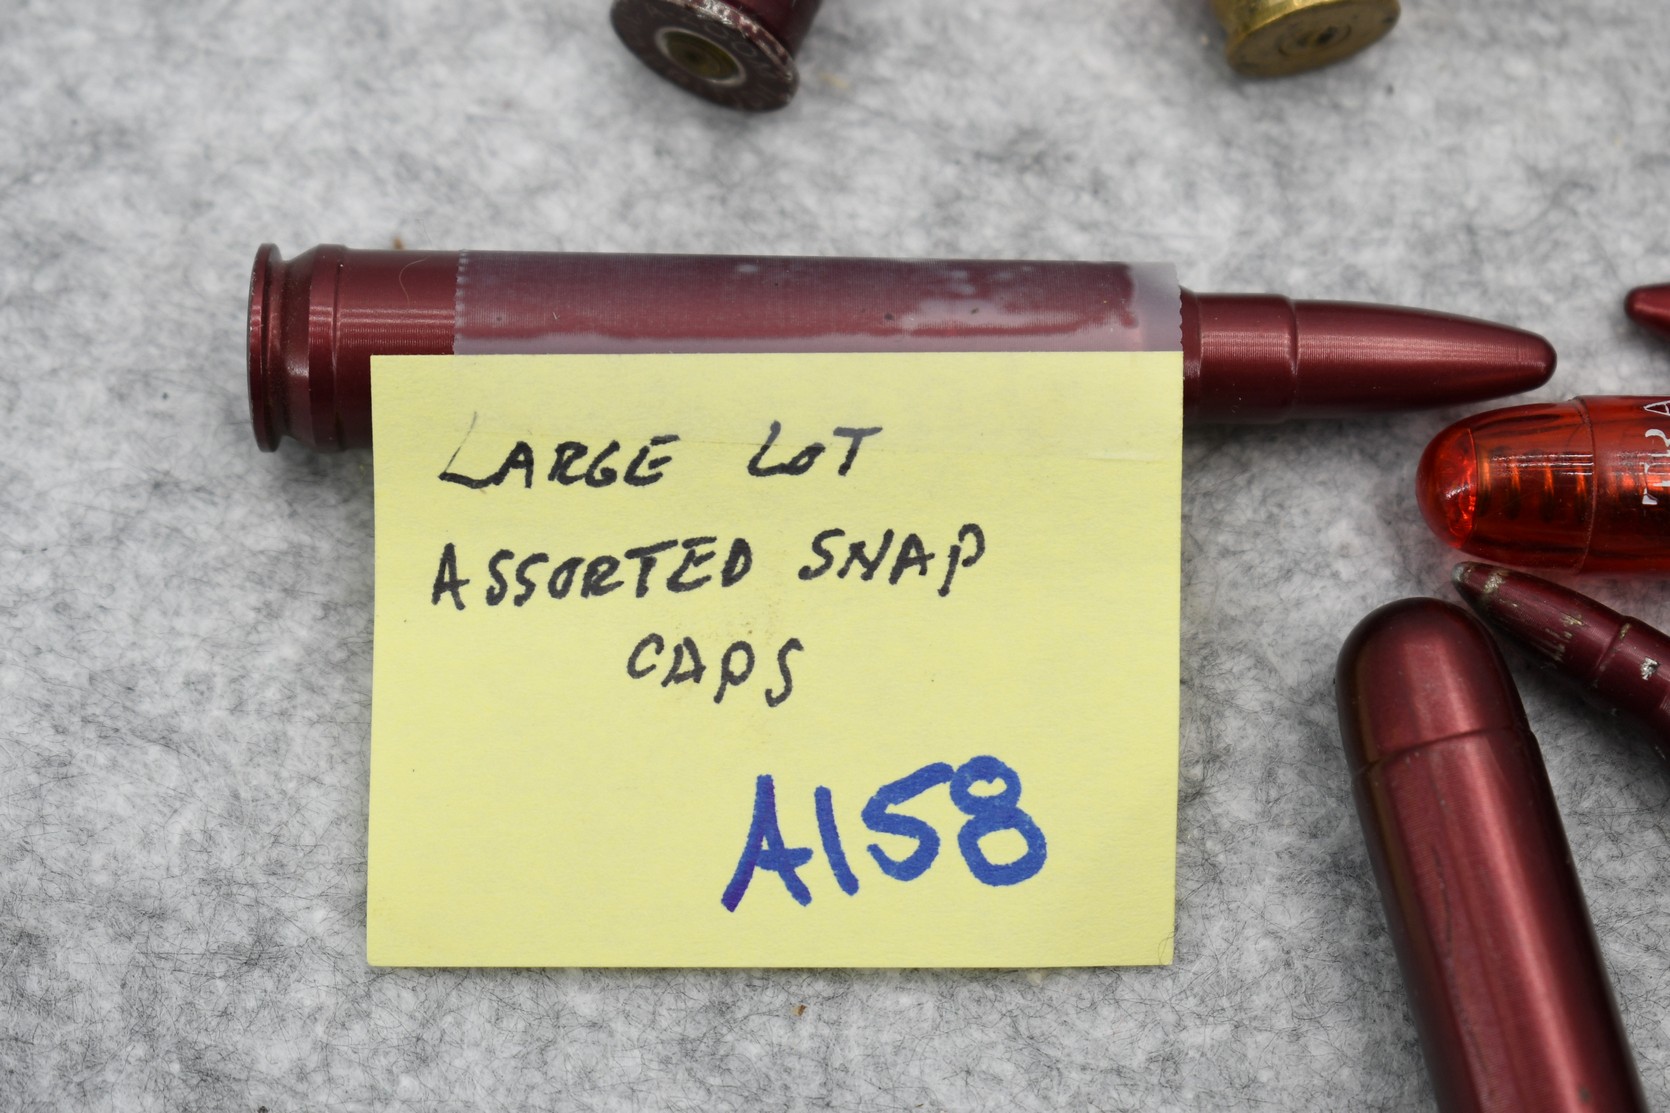 LARGE LOT
ASSORTED SNAP
CAPS
A158